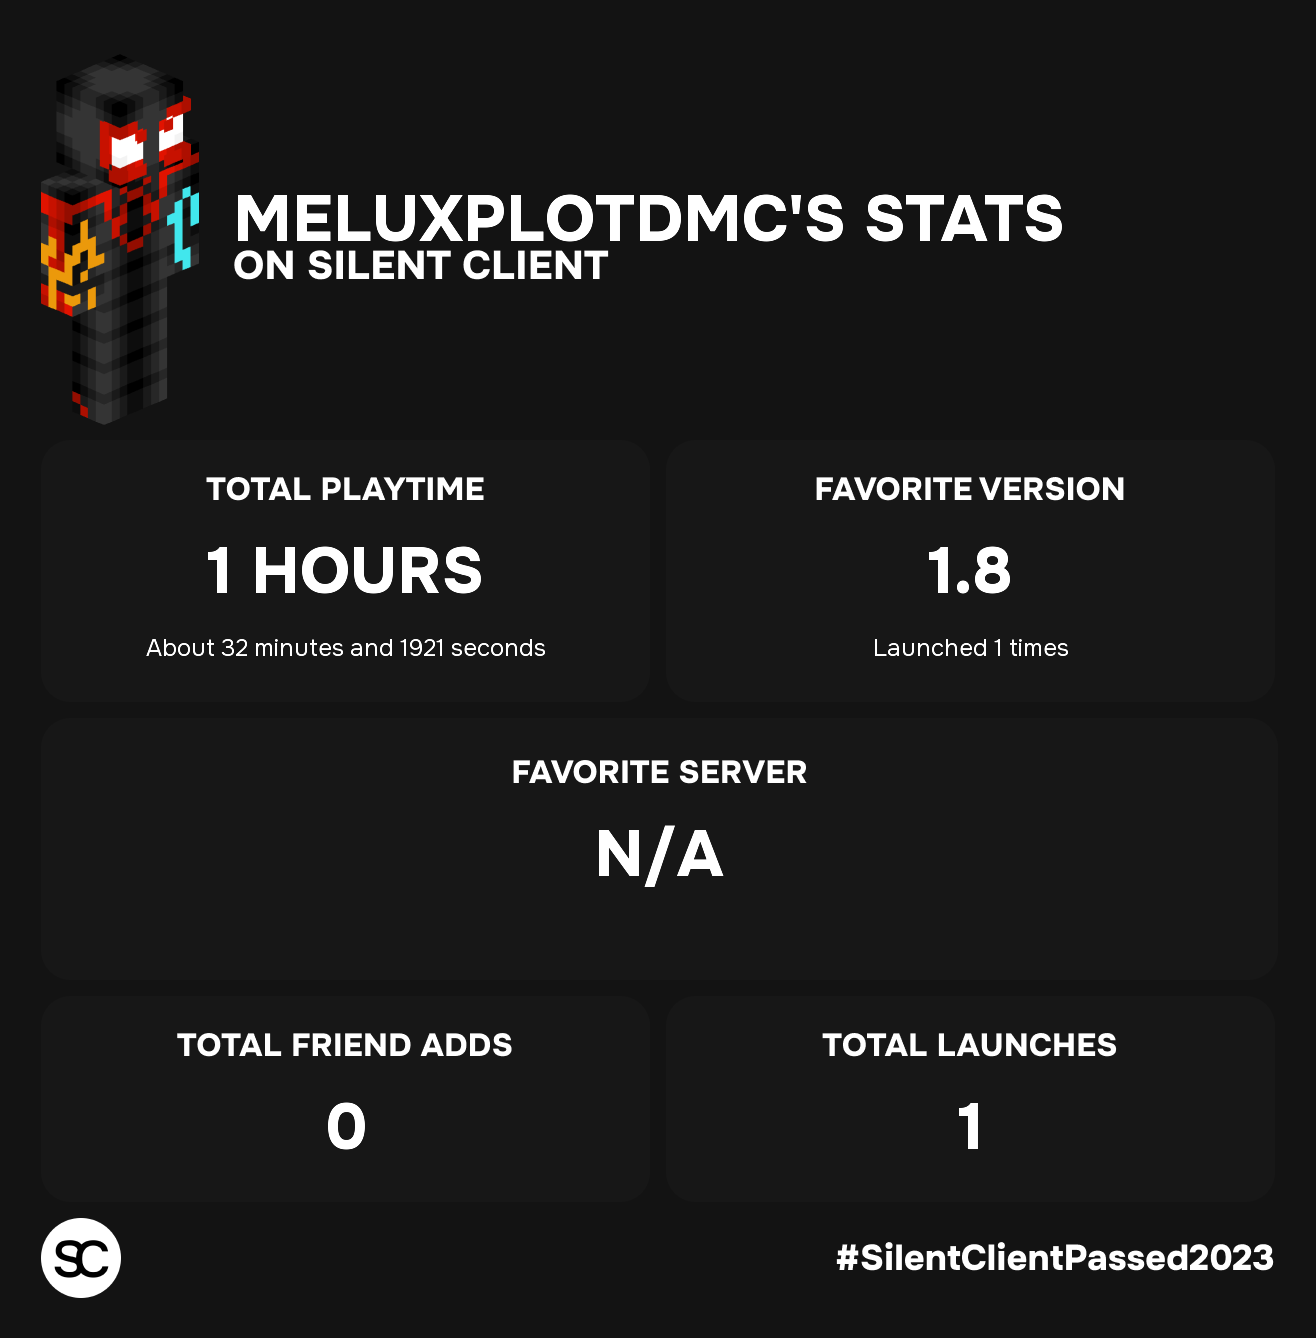 MELUXPLOTDMC'S STATS
ON SILENT CLIENT
TOTAL PLAYTIME
1 HOURS
About 32 minutes and 1921 seconds
FAVORITE VERSION
1.8
Launched 1 times
FAVORITE SERVER
N/A
TOTAL FRIEND ADDS
0
TOTAL LAUNCHES
1
SC
#SilentClientPassed2023